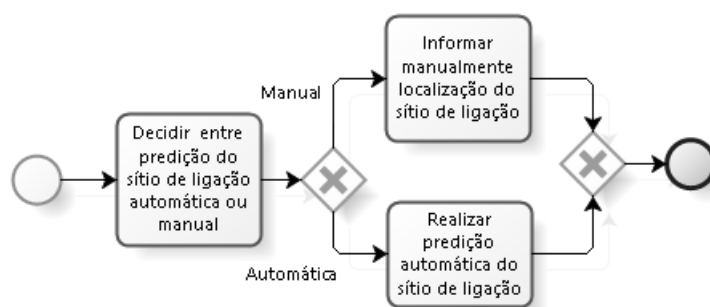 Informar
manualmente
localização do
sítio de ligação
Manual
Decidir entre
predição do
sítio de ligação
automática ou
manual
Realizar
predição
automática do
sítio de ligação
Automática